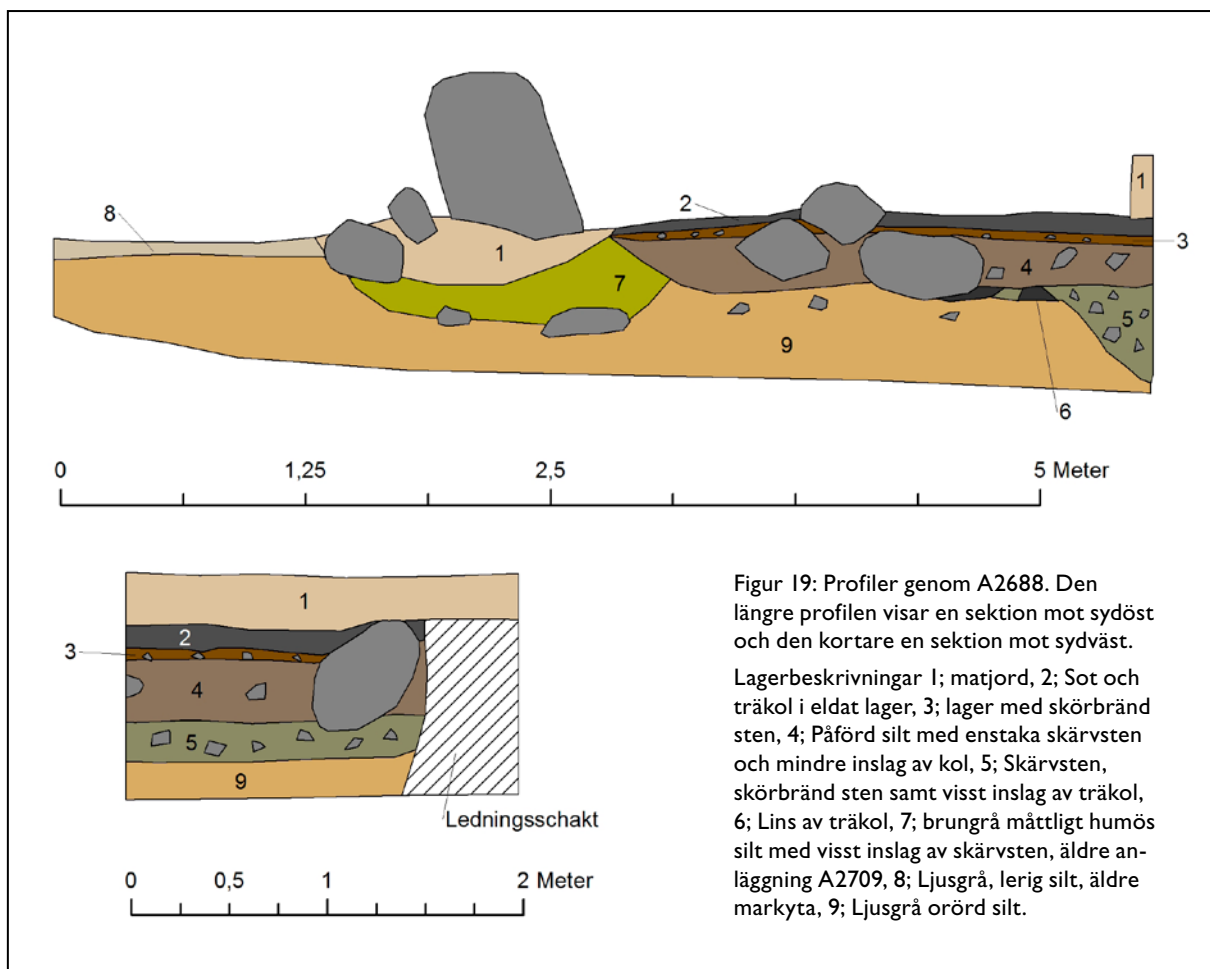 8
1
2
1
3
4
7
5
9
6
0 1,25 2,5 5 Meter
1
2
3
4
5
9
Ledningsschakt
0 0,5 1 2 Meter
Figur 19: Profiler genom A2688. Den
längre profilen visar en sektion mot sydöst
och den kortare en sektion mot sydväst.
Lagerbeskrivningar 1; matjord, 2; Sot och
träkol i eldat lager, 3; lager med skörbränd
sten, 4; Påförd silt med enstaka skärvsten
och mindre inslag av kol, 5; Skärvsten,
skörbränd sten samt visst inslag av träkol,
6; Lins av träkol, 7; brungrå måttligt humös
silt med visst inslag av skärvsten, äldre an-
läggning A2709, 8; Ljusgrå, lerig silt, äldre
markyta, 9; Ljusgrå orörd silt.